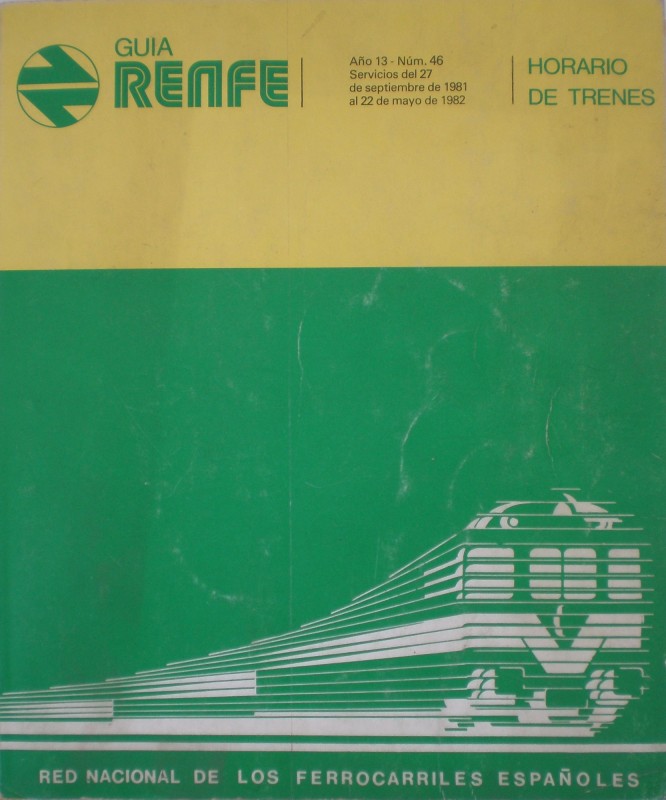 GUIA
RENFE
Año 13 - Núm. 46
Servicios del 27
de septiembre de 1981
al 22 de mayo de 1982
HORARIO
DE TRENES
RED NACIONAL DE LOS FERROCARRILES ESPAÑOLES